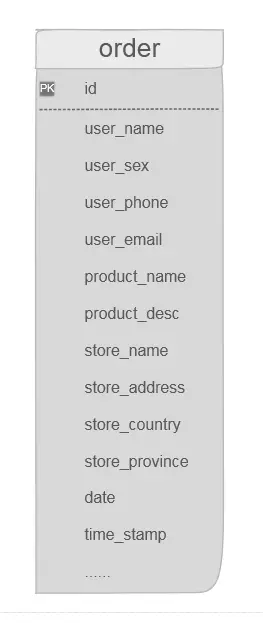 order
PK id
user_name
user_sex
user_phone
user_email
product_name
product_desc
store_name
store_address
store_country
store_province
date
time_stamp
......